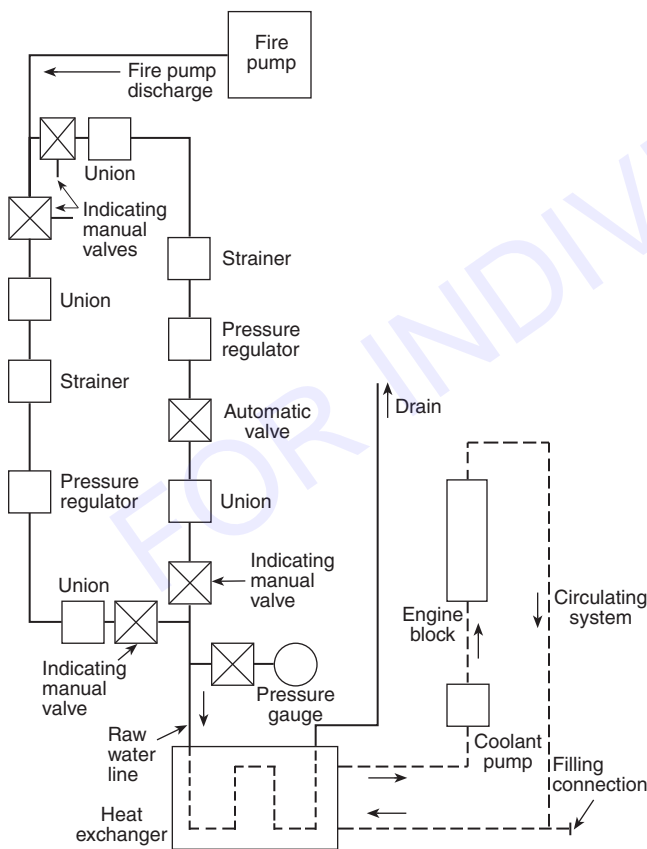 Fire
pump
Fire pump
discharge
Union
Indicating
manual
valves
Strainer
Union
Pressure
regulator
Strainer
Automatic
valve
Drain
Pressure
regulator
Union
Indicating
manual
valve
Engine
block
Circulating
system
Union
Indicating
manual
valve
Pressure
gauge
Raw
water
line
Coolant
pump
Filling
connection
Heat
exchanger
FOR INDIVI